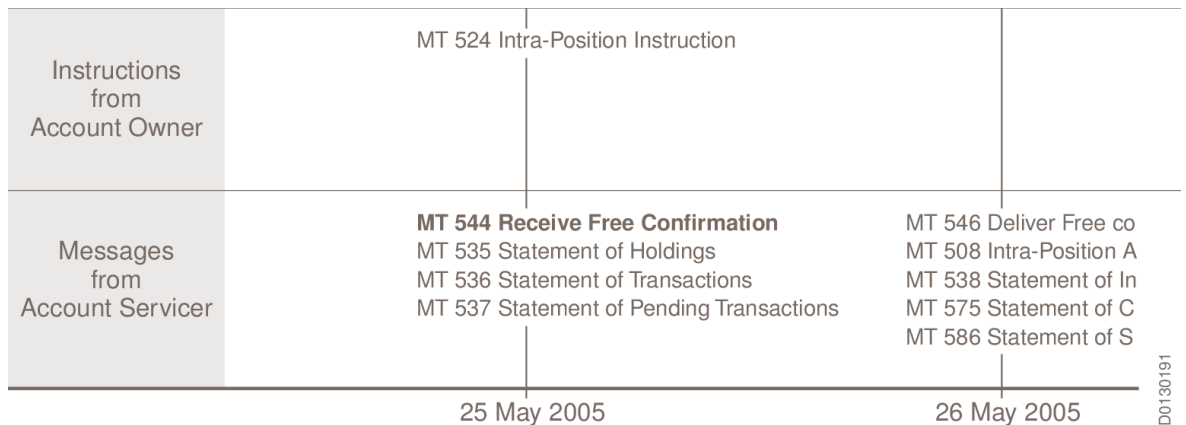 Instructions
from
Account Owner
MT 524 Intra-Position Instruction
Messages
from
Account Servicer
MT 544 Receive Free Confirmation
MT 535 Statement of Holdings
MT 536 Statement of Transactions
MT 537 Statement of Pending Transactions
MT 546 Deliver Free co
MT 508 Intra-Position A
MT 538 Statement of In
MT 575 Statement of C
MT 586 Statement of S
25 May 2005
26 May 2005
D0130191